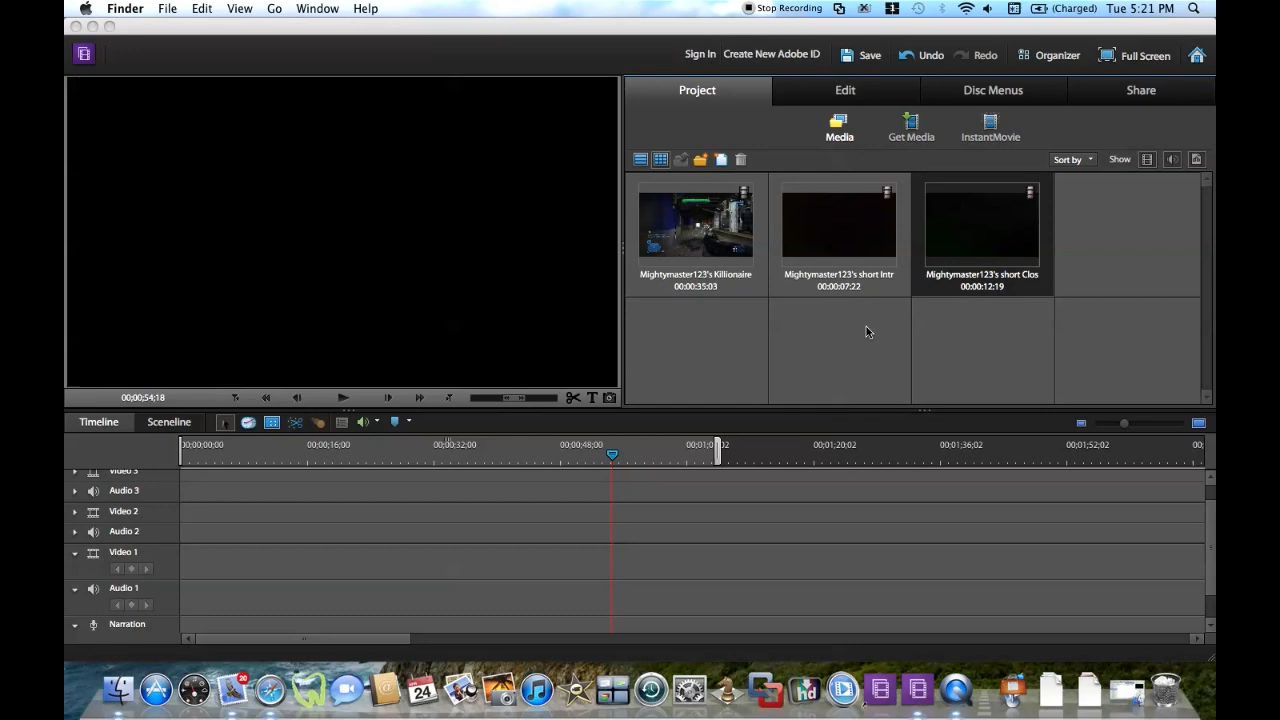 Finder File Edit View Go Window Help
Stop Recording
(Charged) Tue 5:21 PM
Sign In Create New Adobe ID Save Undo Redo Organizer Full Screen
Project Edit Disc Menus Share
Media Get Media InstantMovie
Sort by Show
Mightymaster123's Killionaire
00:00:35:03
Mightymaster123's short Intr
00:00:07:22
Mightymaster123's short Clos
00:00:12:19
00;00;54;18
Timeline Sceneline
00;00;16;00 00;00;32;00 00;00;48;00 00;01;20;02 00;01;36;02 00;01;52;02
Video 3
Audio 3
Video 2
Audio 2
Video 1
Audio 1
Narration
20
24
hd